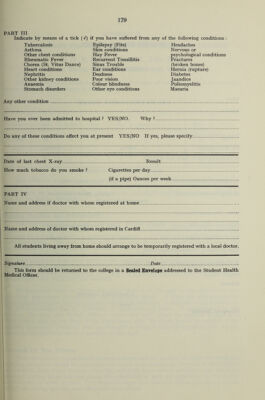 179
PART III
Indicate by means of a tick (√) if you have suffered from any of the following conditions :
Tuberculosis Epilepsy (Fits) Headaches
Asthma Skin conditions Nervous or
Other chest conditions Hay Fever psychological conditions
Rheumatic Fever Recurrent Tonsillitis Fractures
Chorea (St. Vitus Dance) Sinus Trouble (broken bones)
Heart conditions Ear conditions Hernia (rupture)
Nephritis Deafness Diabetes
Other kidney conditions Poor vision Jaundice
Anaemia Colour blindness Poliomyelitis
Stomach disorders Other eye conditions Malaria
Any other condition
Have you ever been admitted to hospital ? YES/NO. Why ?
Do any of these conditions affect you at present YES/NO If yes, please specify
Date of last chest X-ray Result
How much tobacco do you smoke ? Cigarettes per day
(if a pipe) Ounces per week
PART IV
Name and address if doctor with whom registered at home
Name and address of doctor with whom registered in Cardiff
All students living away from home should arrange to be temporarily registered with a local doctor.
Signature Date
This form should be returned to the college in a Sealed Envelope addressed to the Student Health
Medical Officer.